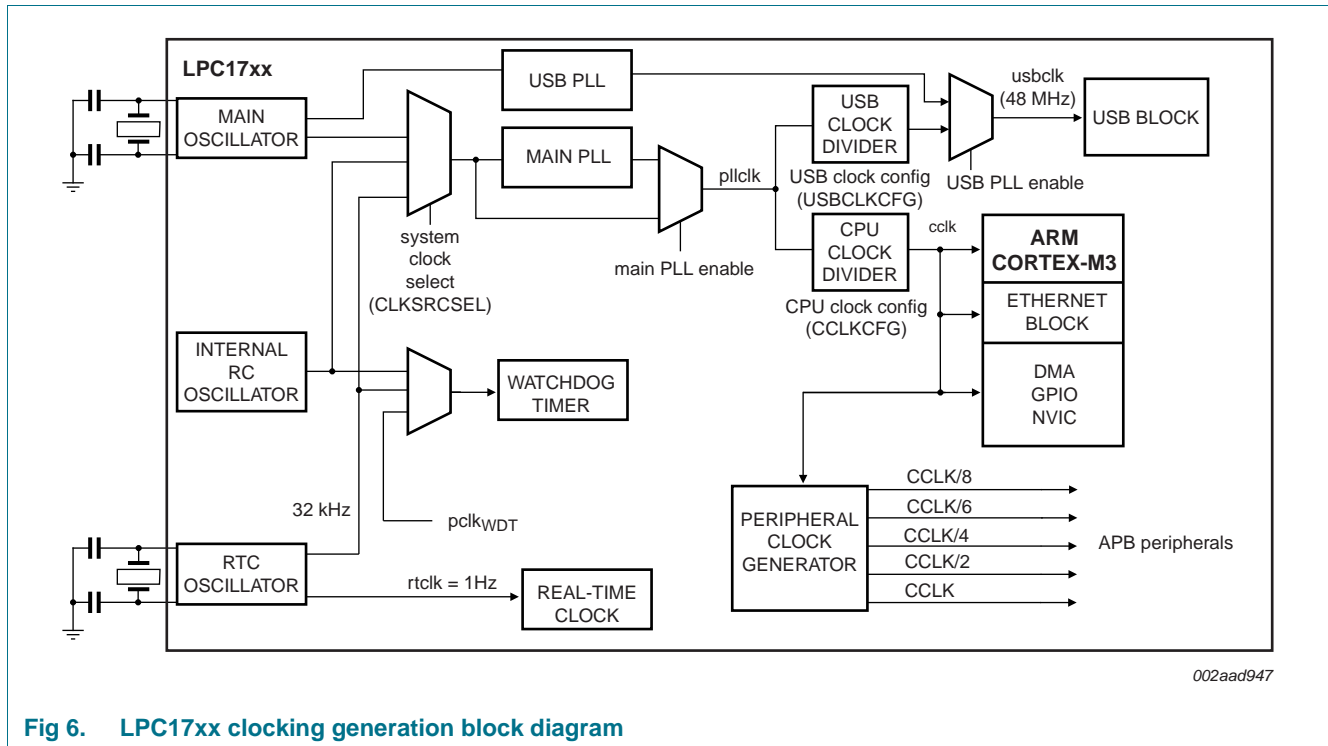 LPC17xx
MAIN
OSCILLATOR
USB PLL
MAIN PLL
system
clock
select
(CLKSRCSEL)
main PLL enable
pllclk
USB
CLOCK
DIVIDER
USB clock config
(USBCLKCFG)
usbclk
(48 MHz)
USB BLOCK
USB PLL enable
CPU
CLOCK
DIVIDER
CPU clock config
(CCLKCFG)
cclk
ARM
CORTEX-M3
ETHERNET
BLOCK
DMA
GPIO
NVIC
INTERNAL
RC
OSCILLATOR
WATCHDOG
TIMER
32 kHz
pclkWDT
RTC
OSCILLATOR
rtclk = 1Hz
REAL-TIME
CLOCK
PERIPHERAL
CLOCK
GENERATOR
CCLK/8
CCLK/6
CCLK/4
CCLK/2
CCLK
APB peripherals
002aad947
Fig 6. LPC17xx clocking generation block diagram